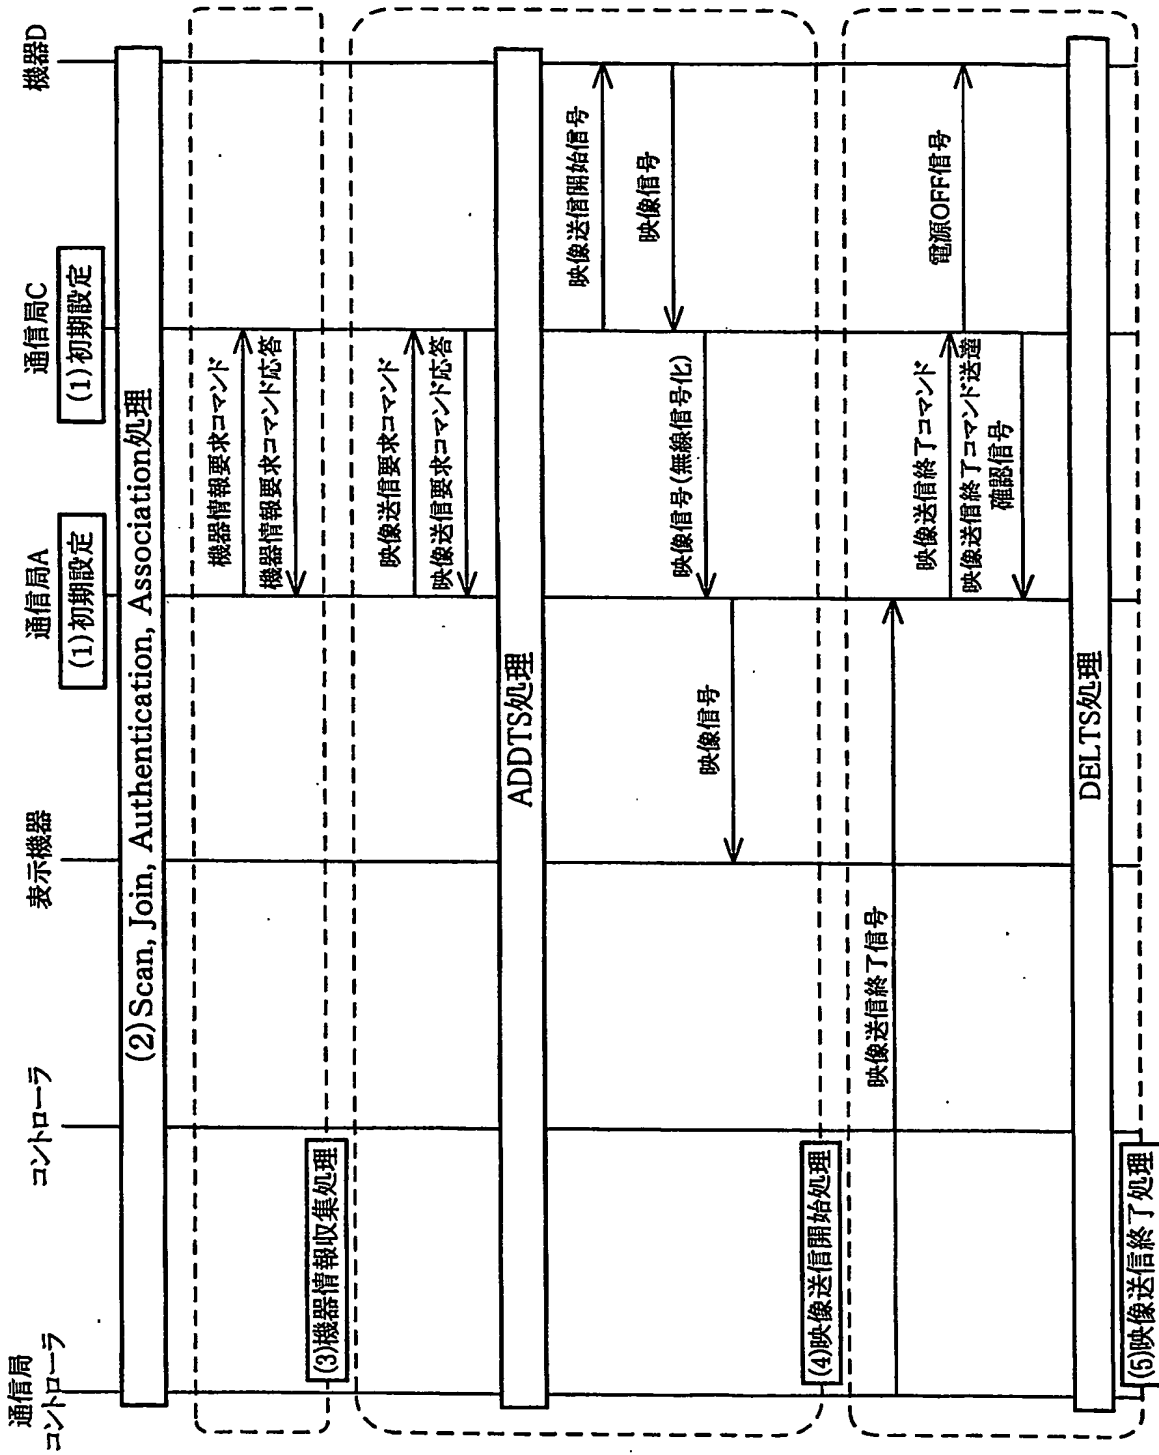 通信局
コントローラ
コントローラ
表示機器
通信局A
通信局C
機器D
(1)初期設定
(1)初期設定
(2)Scan, Join, Authentication, Association処理
機器情報要求コマンド
機器情報要求コマンド応答
(3)機器情報収集処理
映像送信要求コマンド
映像送信要求コマンド応答
ADDTS処理
映像送信開始信号
映像信号
映像信号(無線信号化)
映像信号
(4)映像送信開始処理
映像送信終了信号
映像送信終了コマンド
電源OFF信号
映像送信終了コマンド送達
確認信号
DELTS処理
(5)映像送信終了処理